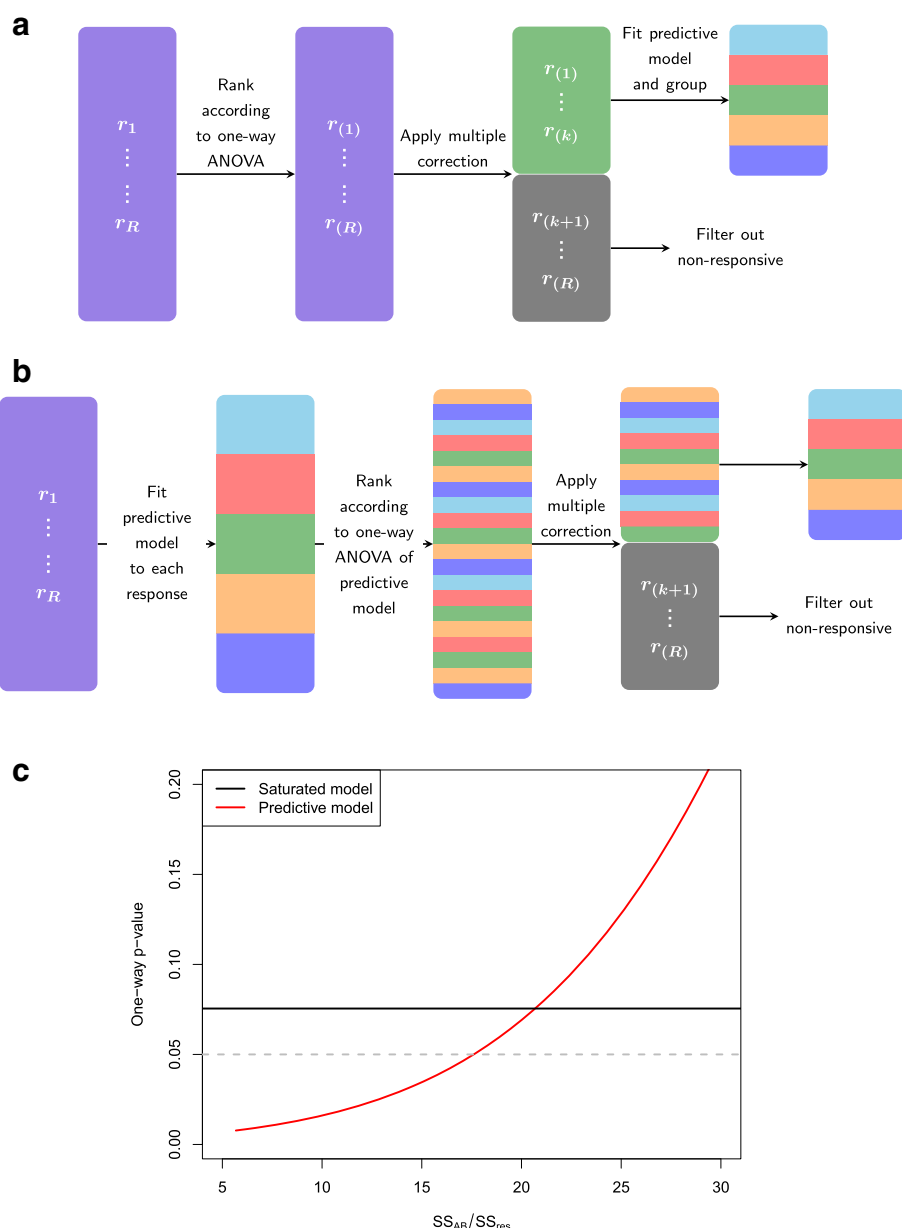 a
r1
⋮
⋮
rR
Rank
according
to one-way
ANOVA
r(1)
⋮
⋮
r(R)
Apply multiple
correction
r(1)
⋮
r(k)
r(k+1)
⋮
r(R)
Fit predictive
model
and group
Filter out
non-responsive
b
r1
⋮
⋮
rR
Fit
predictive
model
to each
response
Rank
according
to one-way
ANOVA of
predictive
model
Apply
multiple
correction
r(k+1)
⋮
r(R)
Filter out
non-responsive
c
Saturated model
Predictive model
One−way p−value
0.20
0.15
0.10
0.05
0.00
5 10 15 20 25 30
SSAB/SSres